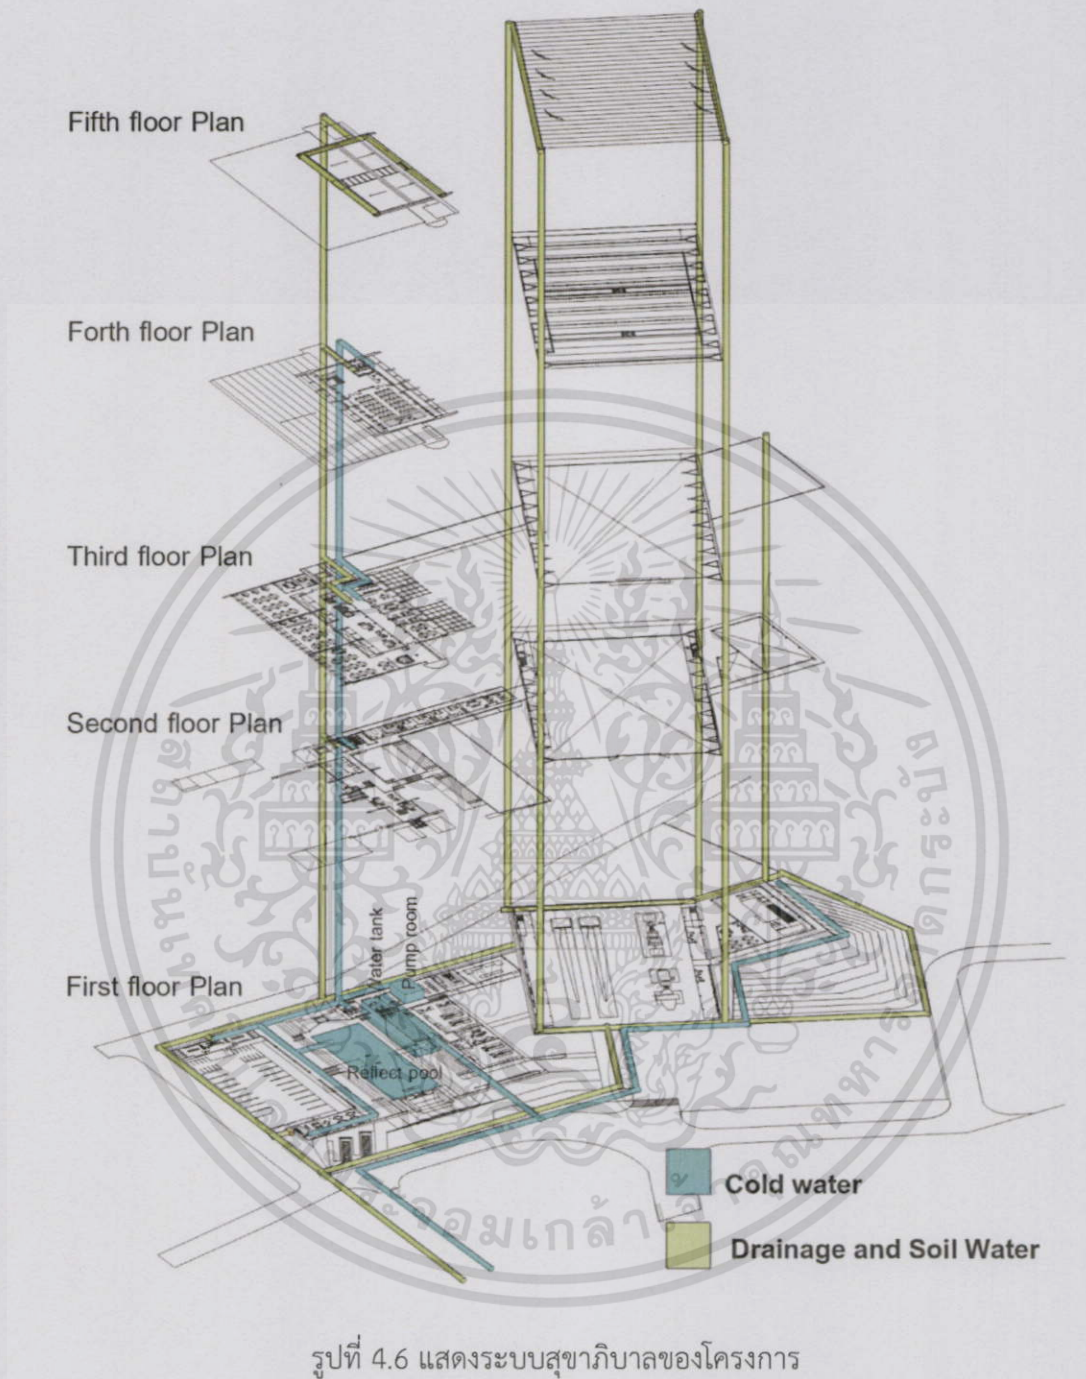 Fifth floor Plan
Forth floor Plan
Third floor Plan
Second floor Plan
Water tank
Pump room
First floor Plan
Reflect pool
Cold water
Drainage and Soil Water
รูปที่ 4.6 แสดงระบบสุขาภิบาลของโครงการ